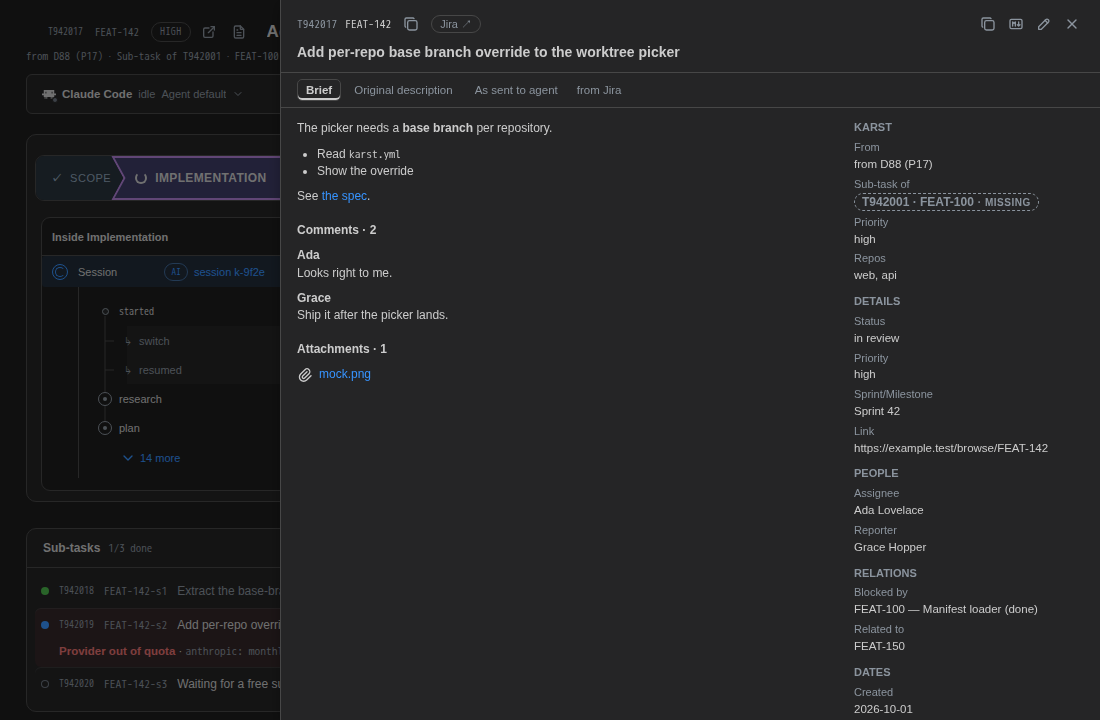 T942017 FEAT-142 HIGH
from D88 (P17) · Sub-task of T942001 · FEAT-100
Claude Code idle Agent default
✓ SCOPE
IMPLEMENTATION
Inside Implementation
Session AI session k-9f2e
started
↳ switch
↳ resumed
research
plan
14 more
Sub-tasks 1/3 done
T942018 FEAT-142-s1 Extract the
T942019 FEAT-142-s2 Add per-repo
Provider out of quota · anthropic:
T942020 FEAT-142-s3 Waiting for a free
T942017 FEAT-142 Jira ↗
Add per-repo base branch override to the worktree picker
Brief Original description As sent to agent from Jira
The picker needs a base branch per repository.
• Read karst.yml
• Show the override
See the spec.
Comments · 2
Ada
Looks right to me.
Grace
Ship it after the picker lands.
Attachments · 1
mock.png
KARST
From
from D88 (P17)
Sub-task of
T942001 · FEAT-100 · MISSING
Priority
high
Repos
web, api
DETAILS
Status
in review
Priority
high
Sprint/Milestone
Sprint 42
Link
https://example.test/browse/FEAT-142
PEOPLE
Assignee
Ada Lovelace
Reporter
Grace Hopper
RELATIONS
Blocked by
FEAT-100 — Manifest loader (done)
Related to
FEAT-150
DATES
Created
2026-10-01